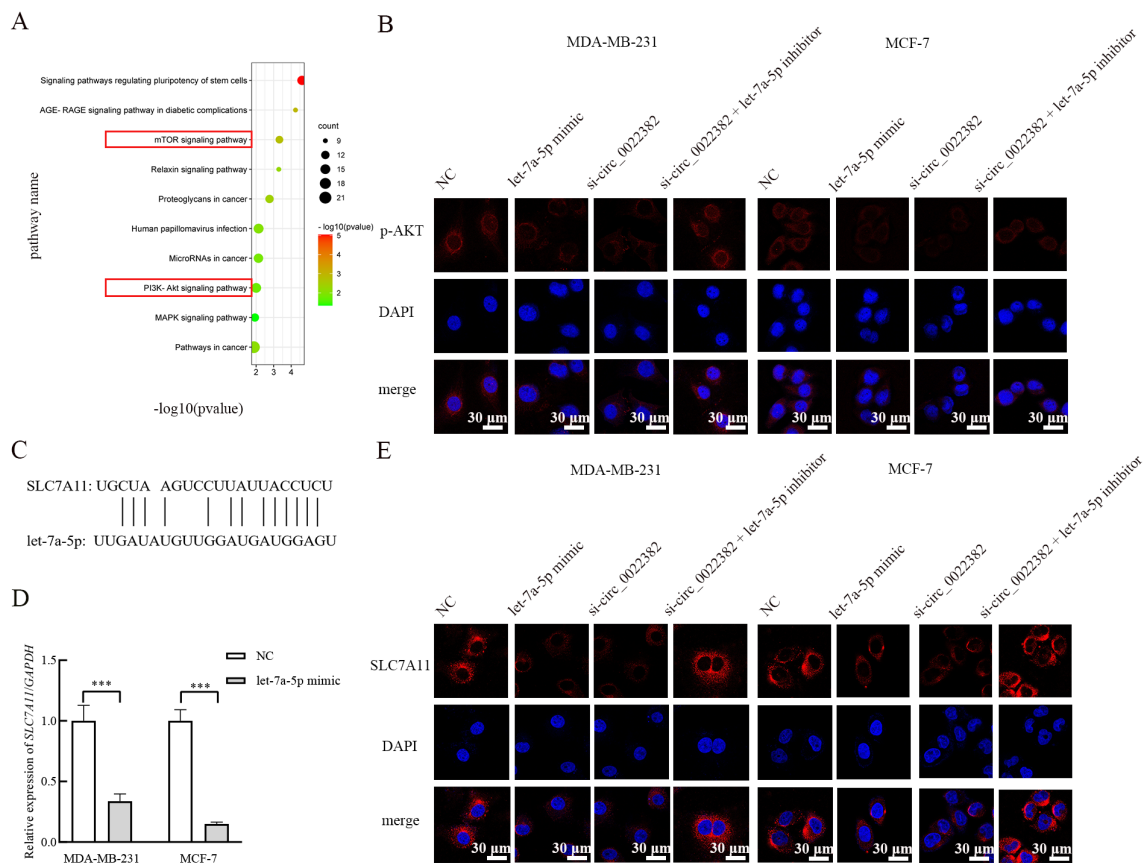 A
pathway name
Signaling pathways regulating pluripotency of stem cells
AGE- RAGE signaling pathway in diabetic complications
mTOR signaling pathway
Relaxin signaling pathway
Proteoglycans in cancer
Human papillomavirus infection
MicroRNAs in cancer
PI3K- Akt signaling pathway
MAPK signaling pathway
Pathways in cancer
2 3 4
-log10(pvalue)
count
9
12
15
18
21
- log10(pvalue)
5
4
3
2
B
MDA-MB-231 MCF-7
NC let-7a-5p mimic si-circ_0022382 si-circ_0022382 + let-7a-5p inhibitor NC let-7a-5p mimic si-circ_0022382 si-circ_0022382 + let-7a-5p inhibitor
p-AKT
DAPI
merge
30 μm 30 μm 30 μm 30 μm 30 μm 30 μm 30 μm 30 μm
C
SLC7A11: UGCUA AGUCCUUAUUACCUCU
let-7a-5p: UUGAUAUGUUGGAUGAUGGAGU
D
Relative expression of SLC7A11/GAPDH
1.5
1.0
0.5
0.0
*** ***
NC
let-7a-5p mimic
MDA-MB-231 MCF-7
E
MDA-MB-231 MCF-7
NC let-7a-5p mimic si-circ_0022382 si-circ_0022382 + let-7a-5p inhibitor NC let-7a-5p mimic si-circ_0022382 si-circ_0022382 + let-7a-5p inhibitor
SLC7A11
DAPI
merge
30 μm 30 μm 30 μm 30 μm 30 μm 30 μm 30 μm 30 μm